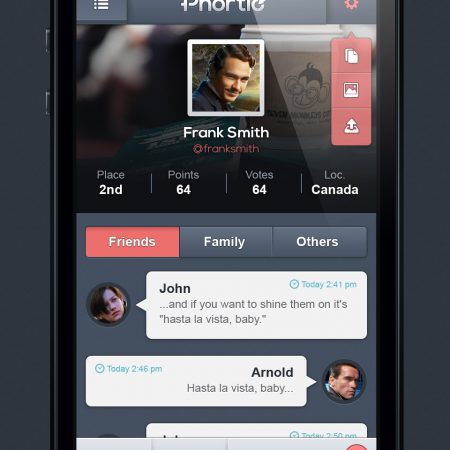 Phortio
Frank Smith
@franksmith
Place Points Votes Loc.
2nd 64 64 Canada
Friends Family Others
John Today 2:41 pm
...and if you want to shine them on it's
"hasta la vista, baby."
Today 2:46 pm Arnold
Hasta la vista, baby...
Today 2:50 pm